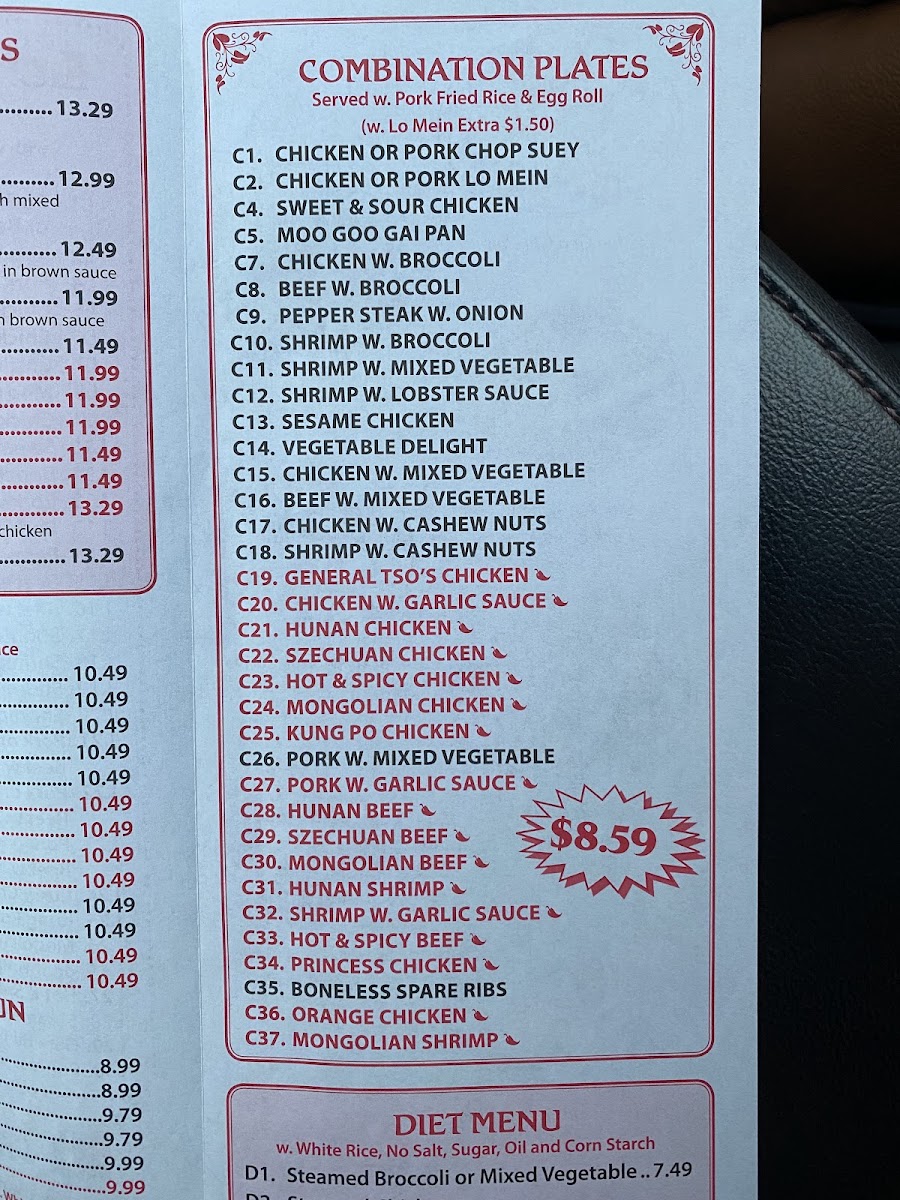 S
............13.29
............12.99
h mixed
............12.49
in brown sauce
............11.99
n brown sauce
............11.49
............11.99
............11.99
............11.99
............11.49
............11.49
............13.29
chicken
............13.29
ce
............10.49
............10.49
............10.49
............10.49
............10.49
............10.49
............10.49
............10.49
............10.49
............10.49
............10.49
............10.49
............10.49
UN
............8.99
............8.99
............9.79
............9.79
............9.99
............9.99
COMBINATION PLATES
Served w. Pork Fried Rice & Egg Roll
(w. Lo Mein Extra $1.50)
C1. CHICKEN OR PORK CHOP SUEY
C2. CHICKEN OR PORK LO MEIN
C4. SWEET & SOUR CHICKEN
C5. MOO GOO GAI PAN
C7. CHICKEN W. BROCCOLI
C8. BEEF W. BROCCOLI
C9. PEPPER STEAK W. ONION
C10. SHRIMP W. BROCCOLI
C11. SHRIMP W. MIXED VEGETABLE
C12. SHRIMP W. LOBSTER SAUCE
C13. SESAME CHICKEN
C14. VEGETABLE DELIGHT
C15. CHICKEN W. MIXED VEGETABLE
C16. BEEF W. MIXED VEGETABLE
C17. CHICKEN W. CASHEW NUTS
C18. SHRIMP W. CASHEW NUTS
C19. GENERAL TSO'S CHICKEN
C20. CHICKEN W. GARLIC SAUCE
C21. HUNAN CHICKEN
C22. SZECHUAN CHICKEN
C23. HOT & SPICY CHICKEN
C24. MONGOLIAN CHICKEN
C25. KUNG PO CHICKEN
C26. PORK W. MIXED VEGETABLE
C27. PORK W. GARLIC SAUCE
C28. HUNAN BEEF
C29. SZECHUAN BEEF
C30. MONGOLIAN BEEF
C31. HUNAN SHRIMP
C32. SHRIMP W. GARLIC SAUCE
C33. HOT & SPICY BEEF
C34. PRINCESS CHICKEN
C35. BONELESS SPARE RIBS
C36. ORANGE CHICKEN
C37. MONGOLIAN SHRIMP
$8.59
DIET MENU
w. White Rice, No Salt, Sugar, Oil and Corn Starch
D1. Steamed Broccoli or Mixed Vegetable..7.49